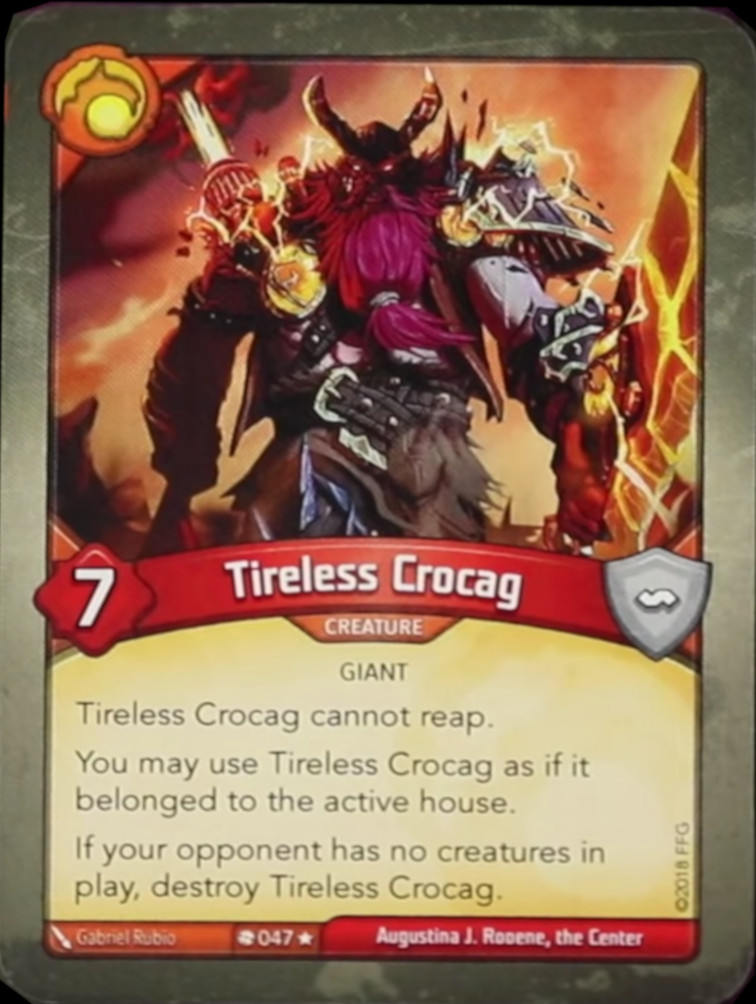 7
Tireless Crocag
CREATURE
GIANT
Tireless Crocag cannot reap.
You may use Tireless Crocag as if it
belonged to the active house.
If your opponent has no creatures in
play, destroy Tireless Crocag.
©2018 FFG
Gabriel Rubio
047
Augustina J. Rooene, the Center